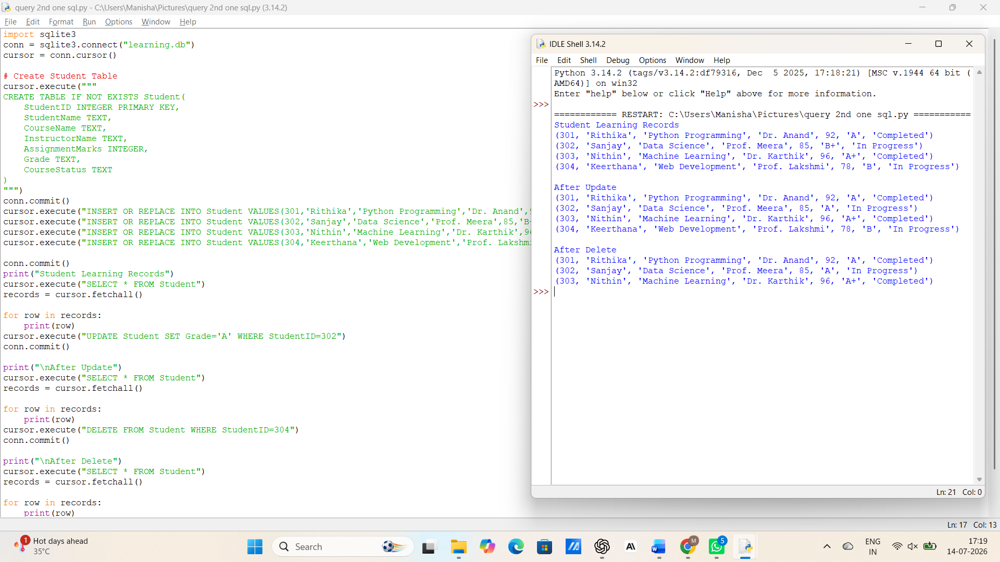 query 2nd one sql.py - C:\Users\Manisha\Pictures\query 2nd one sql.py (3.14.2)
File Edit Format Run Options Window Help
import sqlite3
conn = sqlite3.connect("learning.db")
cursor = conn.cursor()
# Create Student Table
cursor.execute("""
CREATE TABLE IF NOT EXISTS Student(
StudentID INTEGER PRIMARY KEY,
StudentName TEXT,
CourseName TEXT,
InstructorName TEXT,
AssignmentMarks INTEGER,
Grade TEXT,
CourseStatus TEXT
)
""")
conn.commit()
cursor.execute("INSERT OR REPLACE INTO Student VALUES(301,'Rithika','Python Programming','Dr. Anand',
cursor.execute("INSERT OR REPLACE INTO Student VALUES(302,'Sanjay','Data Science','Prof. Meera',85,'B
cursor.execute("INSERT OR REPLACE INTO Student VALUES(303,'Nithin','Machine Learning','Dr. Karthik',9
cursor.execute("INSERT OR REPLACE INTO Student VALUES(304,'Keerthana','Web Development','Prof. Lakshm
conn.commit()
print("Student Learning Records")
cursor.execute("SELECT * FROM Student")
records = cursor.fetchall()
for row in records:
print(row)
cursor.execute("UPDATE Student SET Grade='A' WHERE StudentID=302")
conn.commit()
print("\nAfter Update")
cursor.execute("SELECT * FROM Student")
records = cursor.fetchall()
for row in records:
print(row)
cursor.execute("DELETE FROM Student WHERE StudentID=304")
conn.commit()
print("\nAfter Delete")
cursor.execute("SELECT * FROM Student")
records = cursor.fetchall()
for row in records:
print(row)
Ln: 17 Col: 13
IDLE Shell 3.14.2
File Edit Shell Debug Options Window Help
Python 3.14.2 (tags/v3.14.2:df79316, Dec  5 2025, 17:18:21) [MSC v.1944 64 bit (
AMD64)] on win32
Enter "help" below or click "Help" above for more information.
>>>
============ RESTART: C:\Users\Manisha\Pictures\query 2nd one sql.py ===========
Student Learning Records
(301, 'Rithika', 'Python Programming', 'Dr. Anand', 92, 'A', 'Completed')
(302, 'Sanjay', 'Data Science', 'Prof. Meera', 85, 'B+', 'In Progress')
(303, 'Nithin', 'Machine Learning', 'Dr. Karthik', 96, 'A+', 'Completed')
(304, 'Keerthana', 'Web Development', 'Prof. Lakshmi', 78, 'B', 'In Progress')
After Update
(301, 'Rithika', 'Python Programming', 'Dr. Anand', 92, 'A', 'Completed')
(302, 'Sanjay', 'Data Science', 'Prof. Meera', 85, 'A', 'In Progress')
(303, 'Nithin', 'Machine Learning', 'Dr. Karthik', 96, 'A+', 'Completed')
(304, 'Keerthana', 'Web Development', 'Prof. Lakshmi', 78, 'B', 'In Progress')
After Delete
(301, 'Rithika', 'Python Programming', 'Dr. Anand', 92, 'A', 'Completed')
(302, 'Sanjay', 'Data Science', 'Prof. Meera', 85, 'A', 'In Progress')
(303, 'Nithin', 'Machine Learning', 'Dr. Karthik', 96, 'A+', 'Completed')
>>>
Ln: 21 Col: 0
1
Hot days ahead
35°C
Search
W
M
5
ENG
IN
17:19
14-07-2026